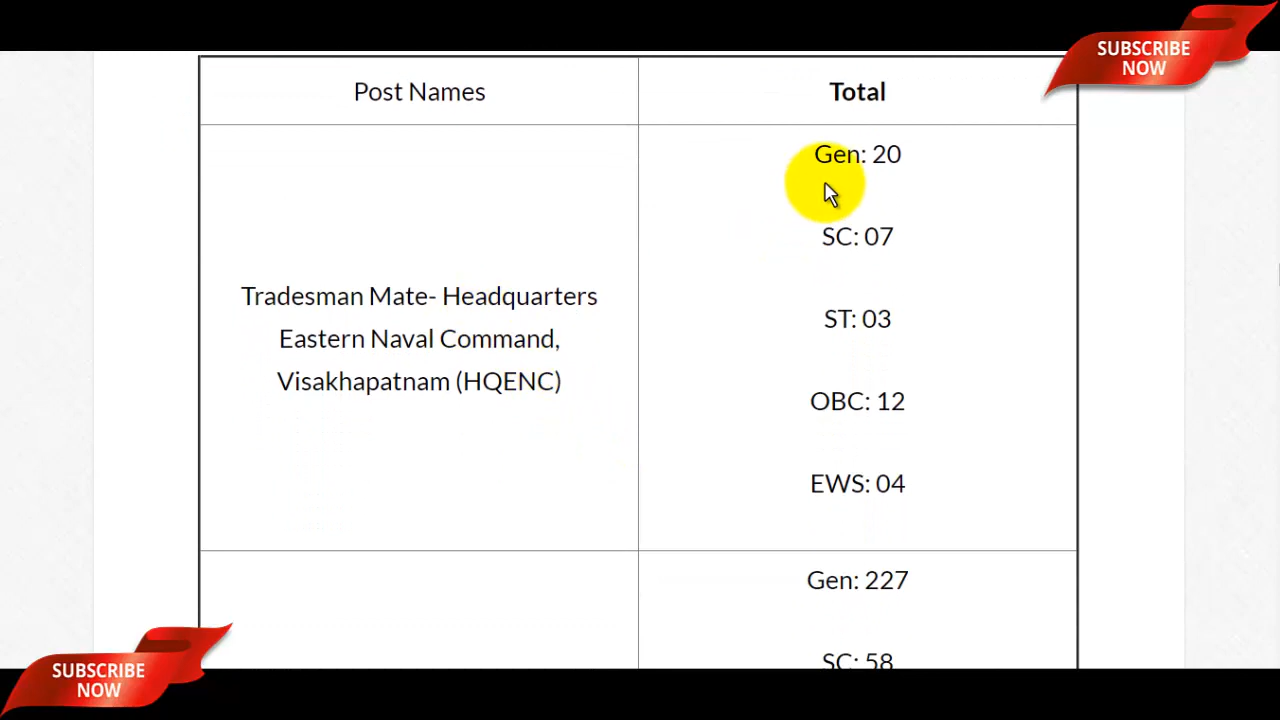 SUBSCRIBE
NOW
Post Names
Total
Tradesman Mate- Headquarters
Eastern Naval Command,
Visakhapatnam (HQENC)
Gen: 20
SC: 07
ST: 03
OBC: 12
EWS: 04
Gen: 227
SC: 58
SUBSCRIBE
NOW